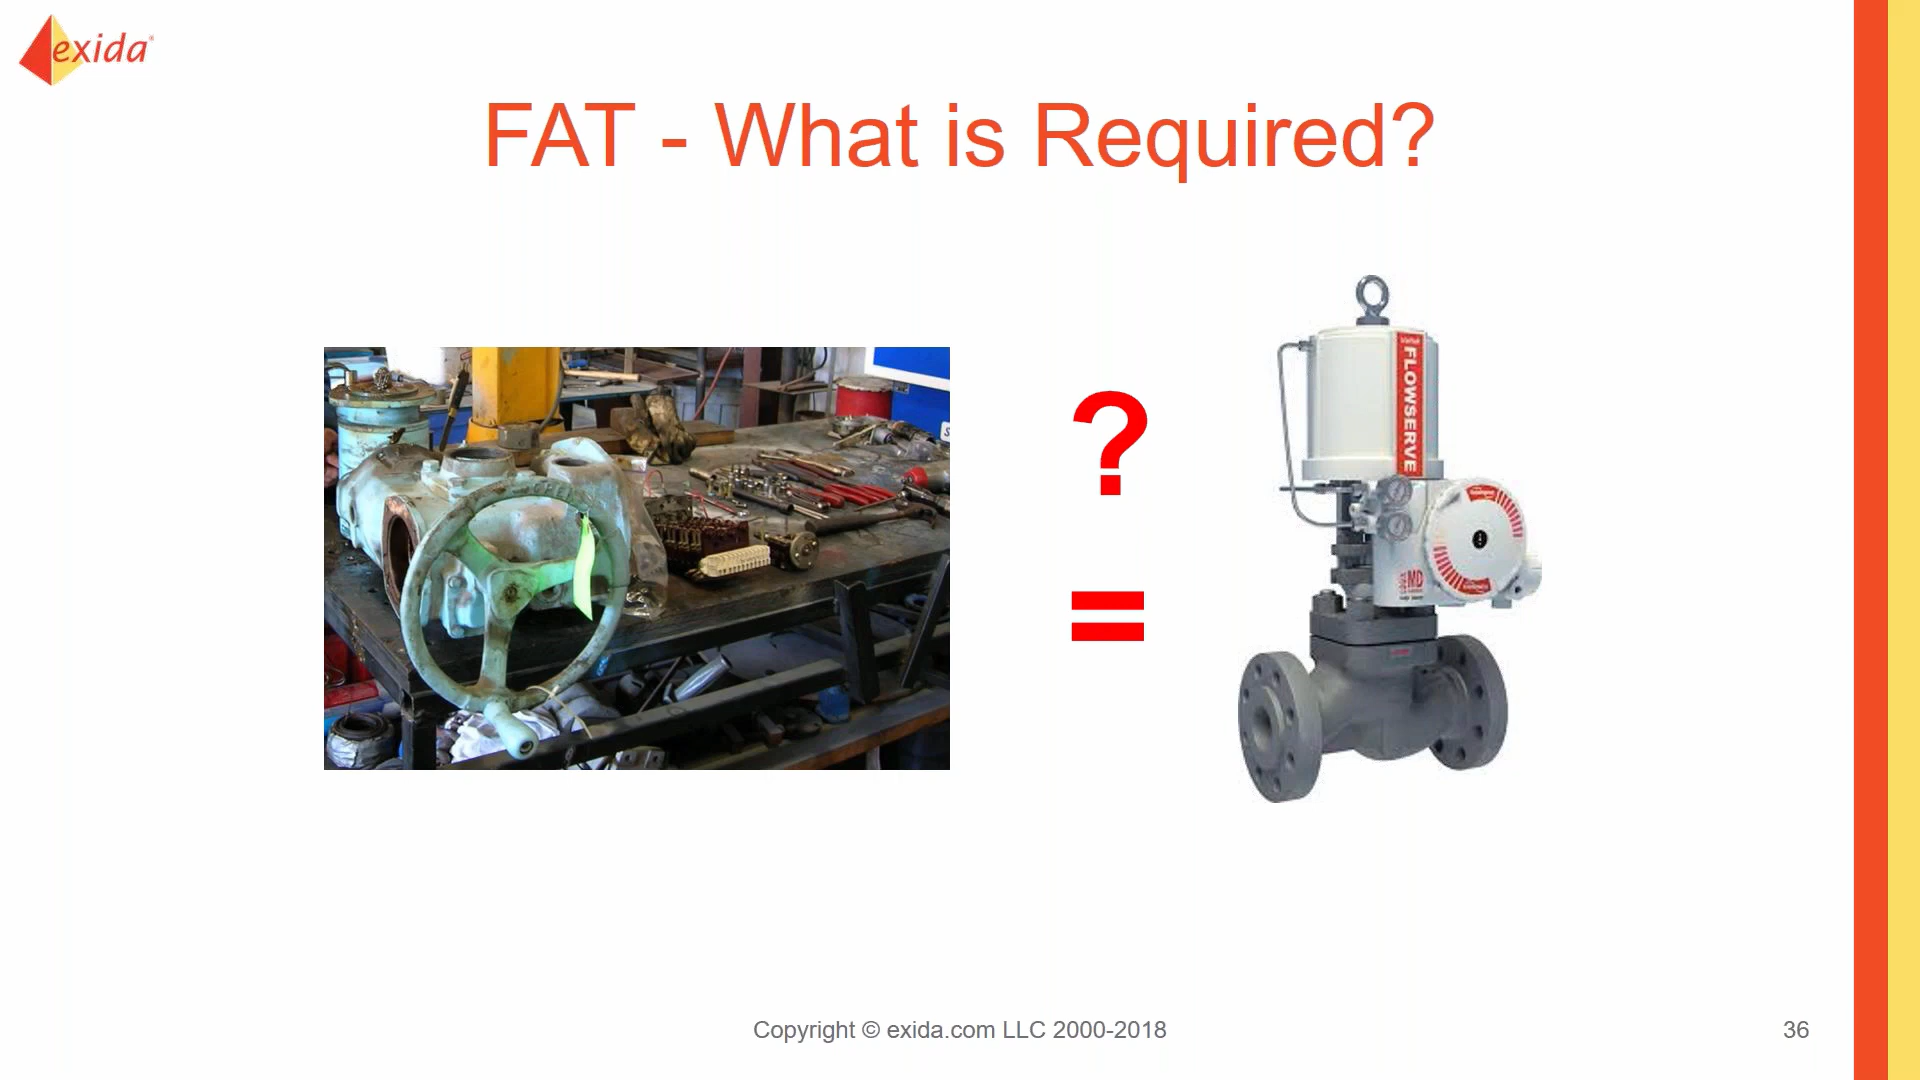 exida
FAT - What is Required?
?
=
FLOWSERVE
MD
Copyright © exida.com LLC 2000-2018
36